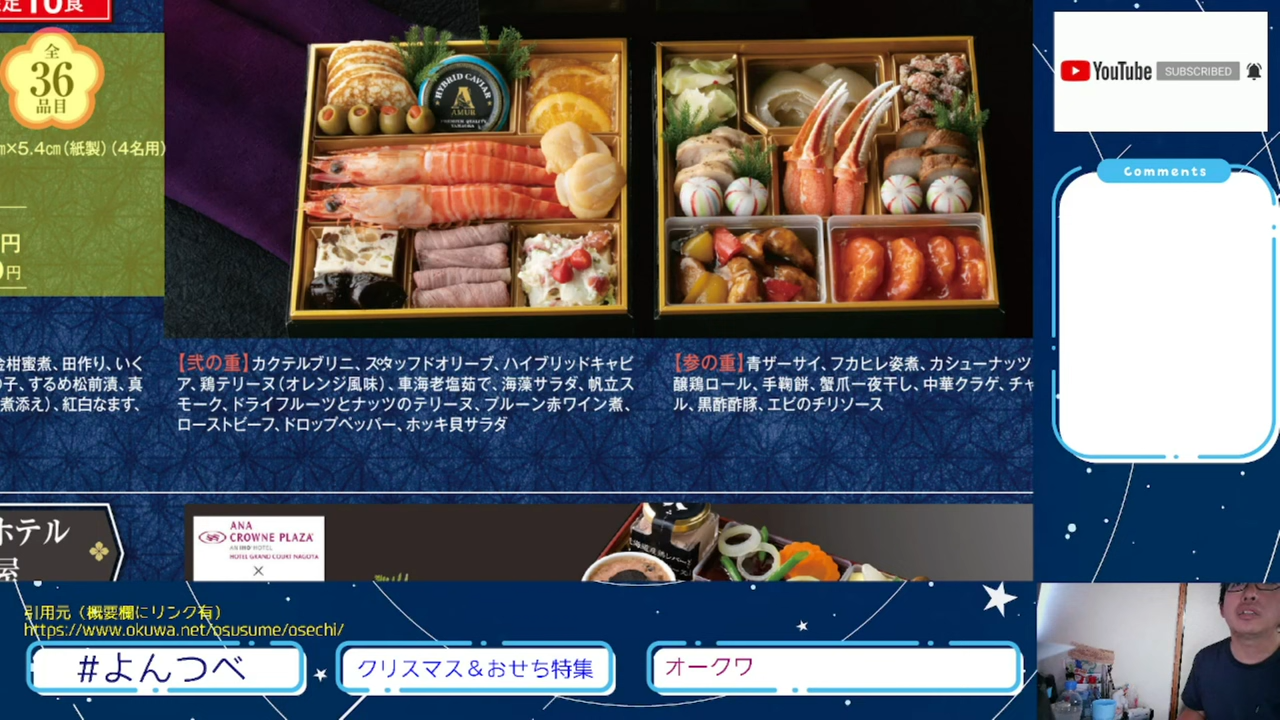 定10食
全
36
品目
m×5.4cm(紙製)(4名用)
円
0円
金柑蜜煮、田作り、いく
の子、するめ松前漬、真
煮添え)、紅白なます、
HYBRID CAVIAR
A
AMUR
【弐の重】カクテルブリニ、スタッフドオリーブ、ハイブリッドキャビ
ア、鶏テリーヌ(オレンジ風味)、車海老塩茹で、海藻サラダ、帆立ス
モーク、ドライフルーツとナッツのテリーヌ、プルーン赤ワイン煮、
ローストビーフ、ドロップペッパー、ホッキ貝サラダ
【参の重】青ザーサイ、フカヒレ姿煮、カシューナッツ
醸鶏ロール、手鞠餅、蟹爪一夜干し、中華クラゲ、チャ
ル、黒酢酢豚、エビのチリソース
ホテル
屋
ANA
CROWNE PLAZA
AN IHG HOTEL
HOTEL GRAND COURT NAGOYA
×
YouTube SUBSCRIBED
Comments
引用元(概要欄にリンク有)
https://www.okuwa.net/osusume/osechi/
#よんつべ
クリスマス&おせち特集
オークワ